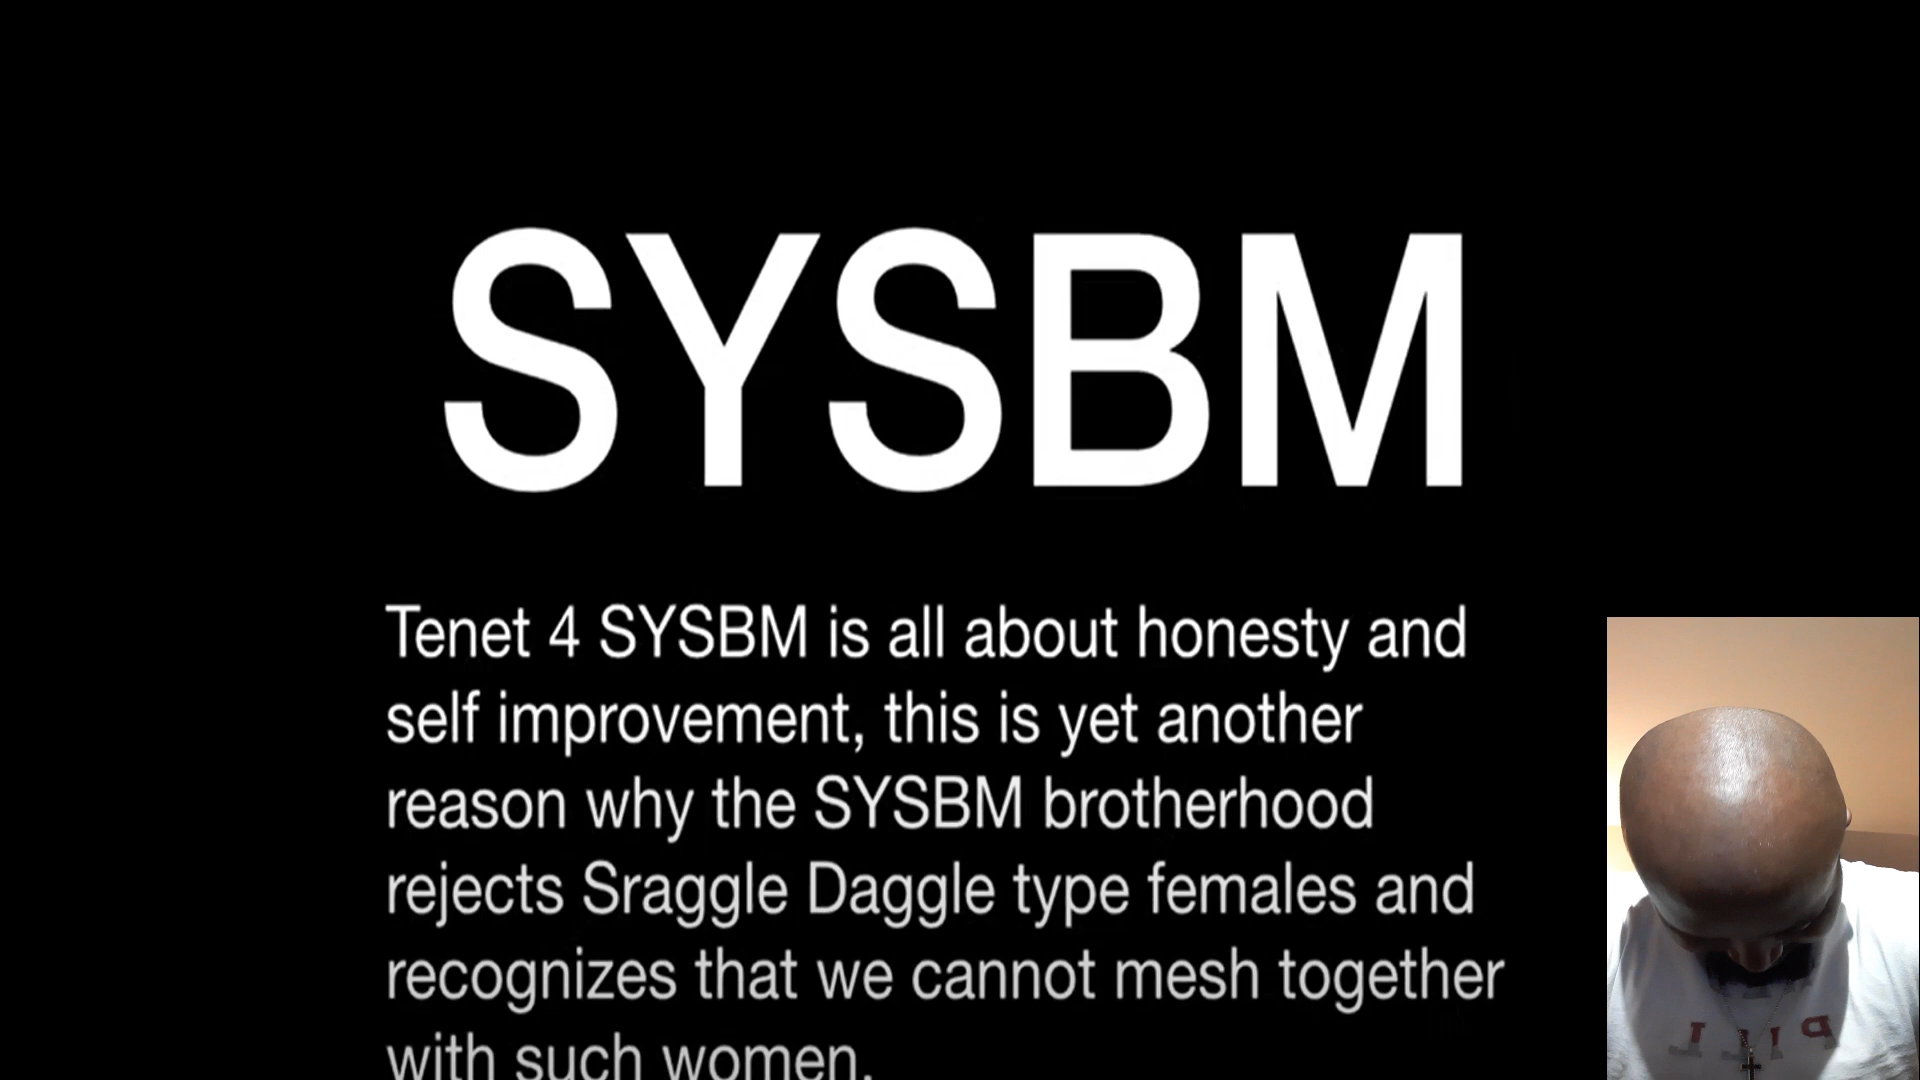 SYSBM
Tenet 4 SYSBM is all about honesty and
self improvement, this is yet another
reason why the SYSBM brotherhood
rejects Sraggle Daggle type females and
recognizes that we cannot mesh together
with such women.
PILL